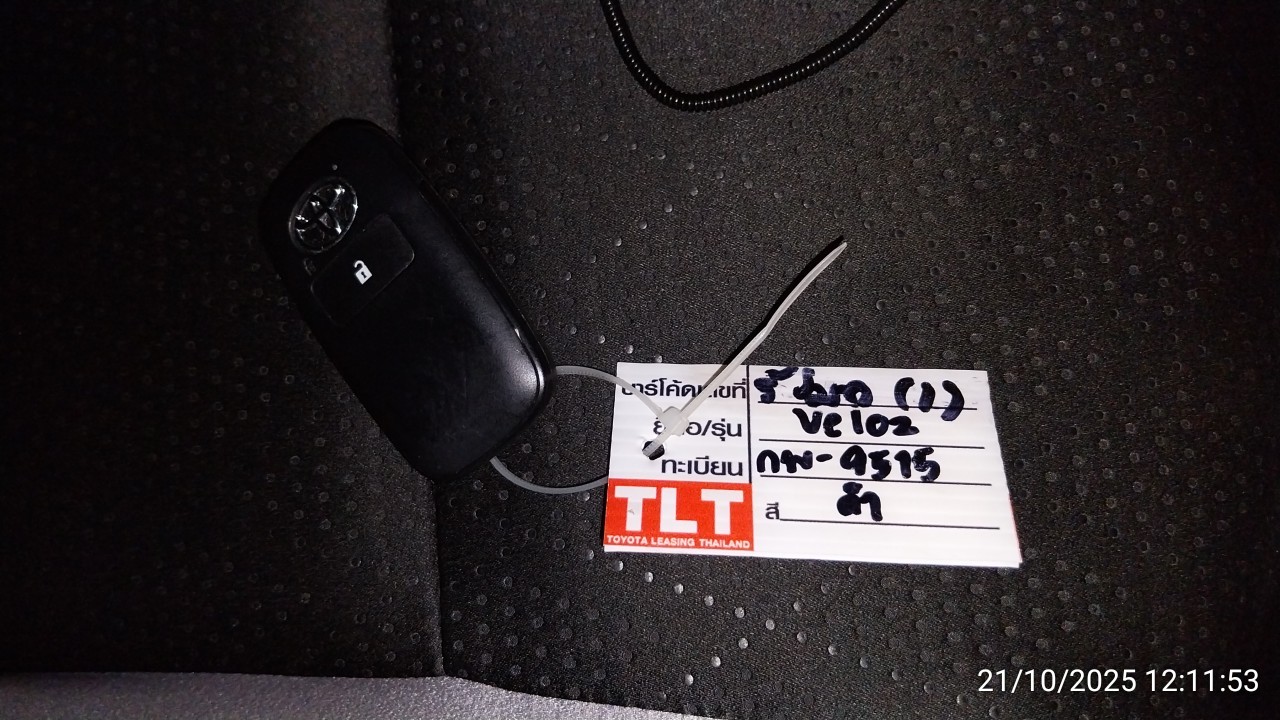 บาร์โค้ดเลขที่ (1)
ยี่ห้อ/รุ่น Veloz
ทะเบียน กพ-9515
สี ดำ
TLT
TOYOTA LEASING THAILAND
21/10/2025 12:11:53